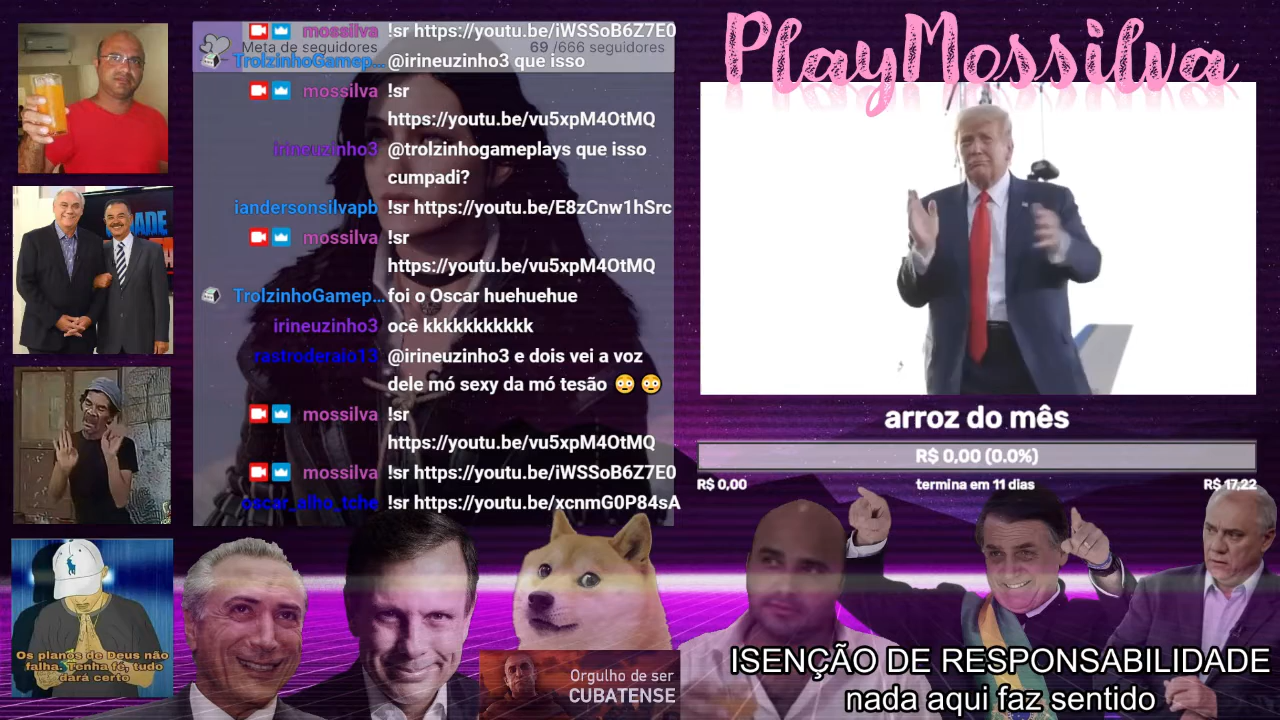 PlayMossilva
Meta de seguidores
69 /666 seguidores
mossilva !sr https://youtu.be/iWSSoB6Z7E0
TrolzinhoGamep... @irineuzinho3 que isso
mossilva !sr
https://youtu.be/vu5xpM4OtMQ
irineuzinho3 @trolzinhogameplays que isso
cumpadi?
iandersonsilvapb !sr https://youtu.be/E8zCnw1hSrc
mossilva !sr
https://youtu.be/vu5xpM4OtMQ
TrolzinhoGamep... foi o Oscar huehuehue
irineuzinho3 ocê kkkkkkkkkkk
rastroderaio13 @irineuzinho3 e dois vei a voz
dele mó sexy da mó tesão 😳 😳
mossilva !sr
https://youtu.be/vu5xpM4OtMQ
mossilva !sr https://youtu.be/iWSSoB6Z7E0
oscar_alho_tche !sr https://youtu.be/xcnmG0P84sA
arroz do mês
R$ 0,00 (0.0%)
R$ 0,00 termina em 11 dias R$ 17,22
Os planos de Deus não
falha. Tenha fé, tudo
dará certo
Orgulho de ser
CUBATENSE
ISENÇÃO DE RESPONSABILIDADE
nada aqui faz sentido